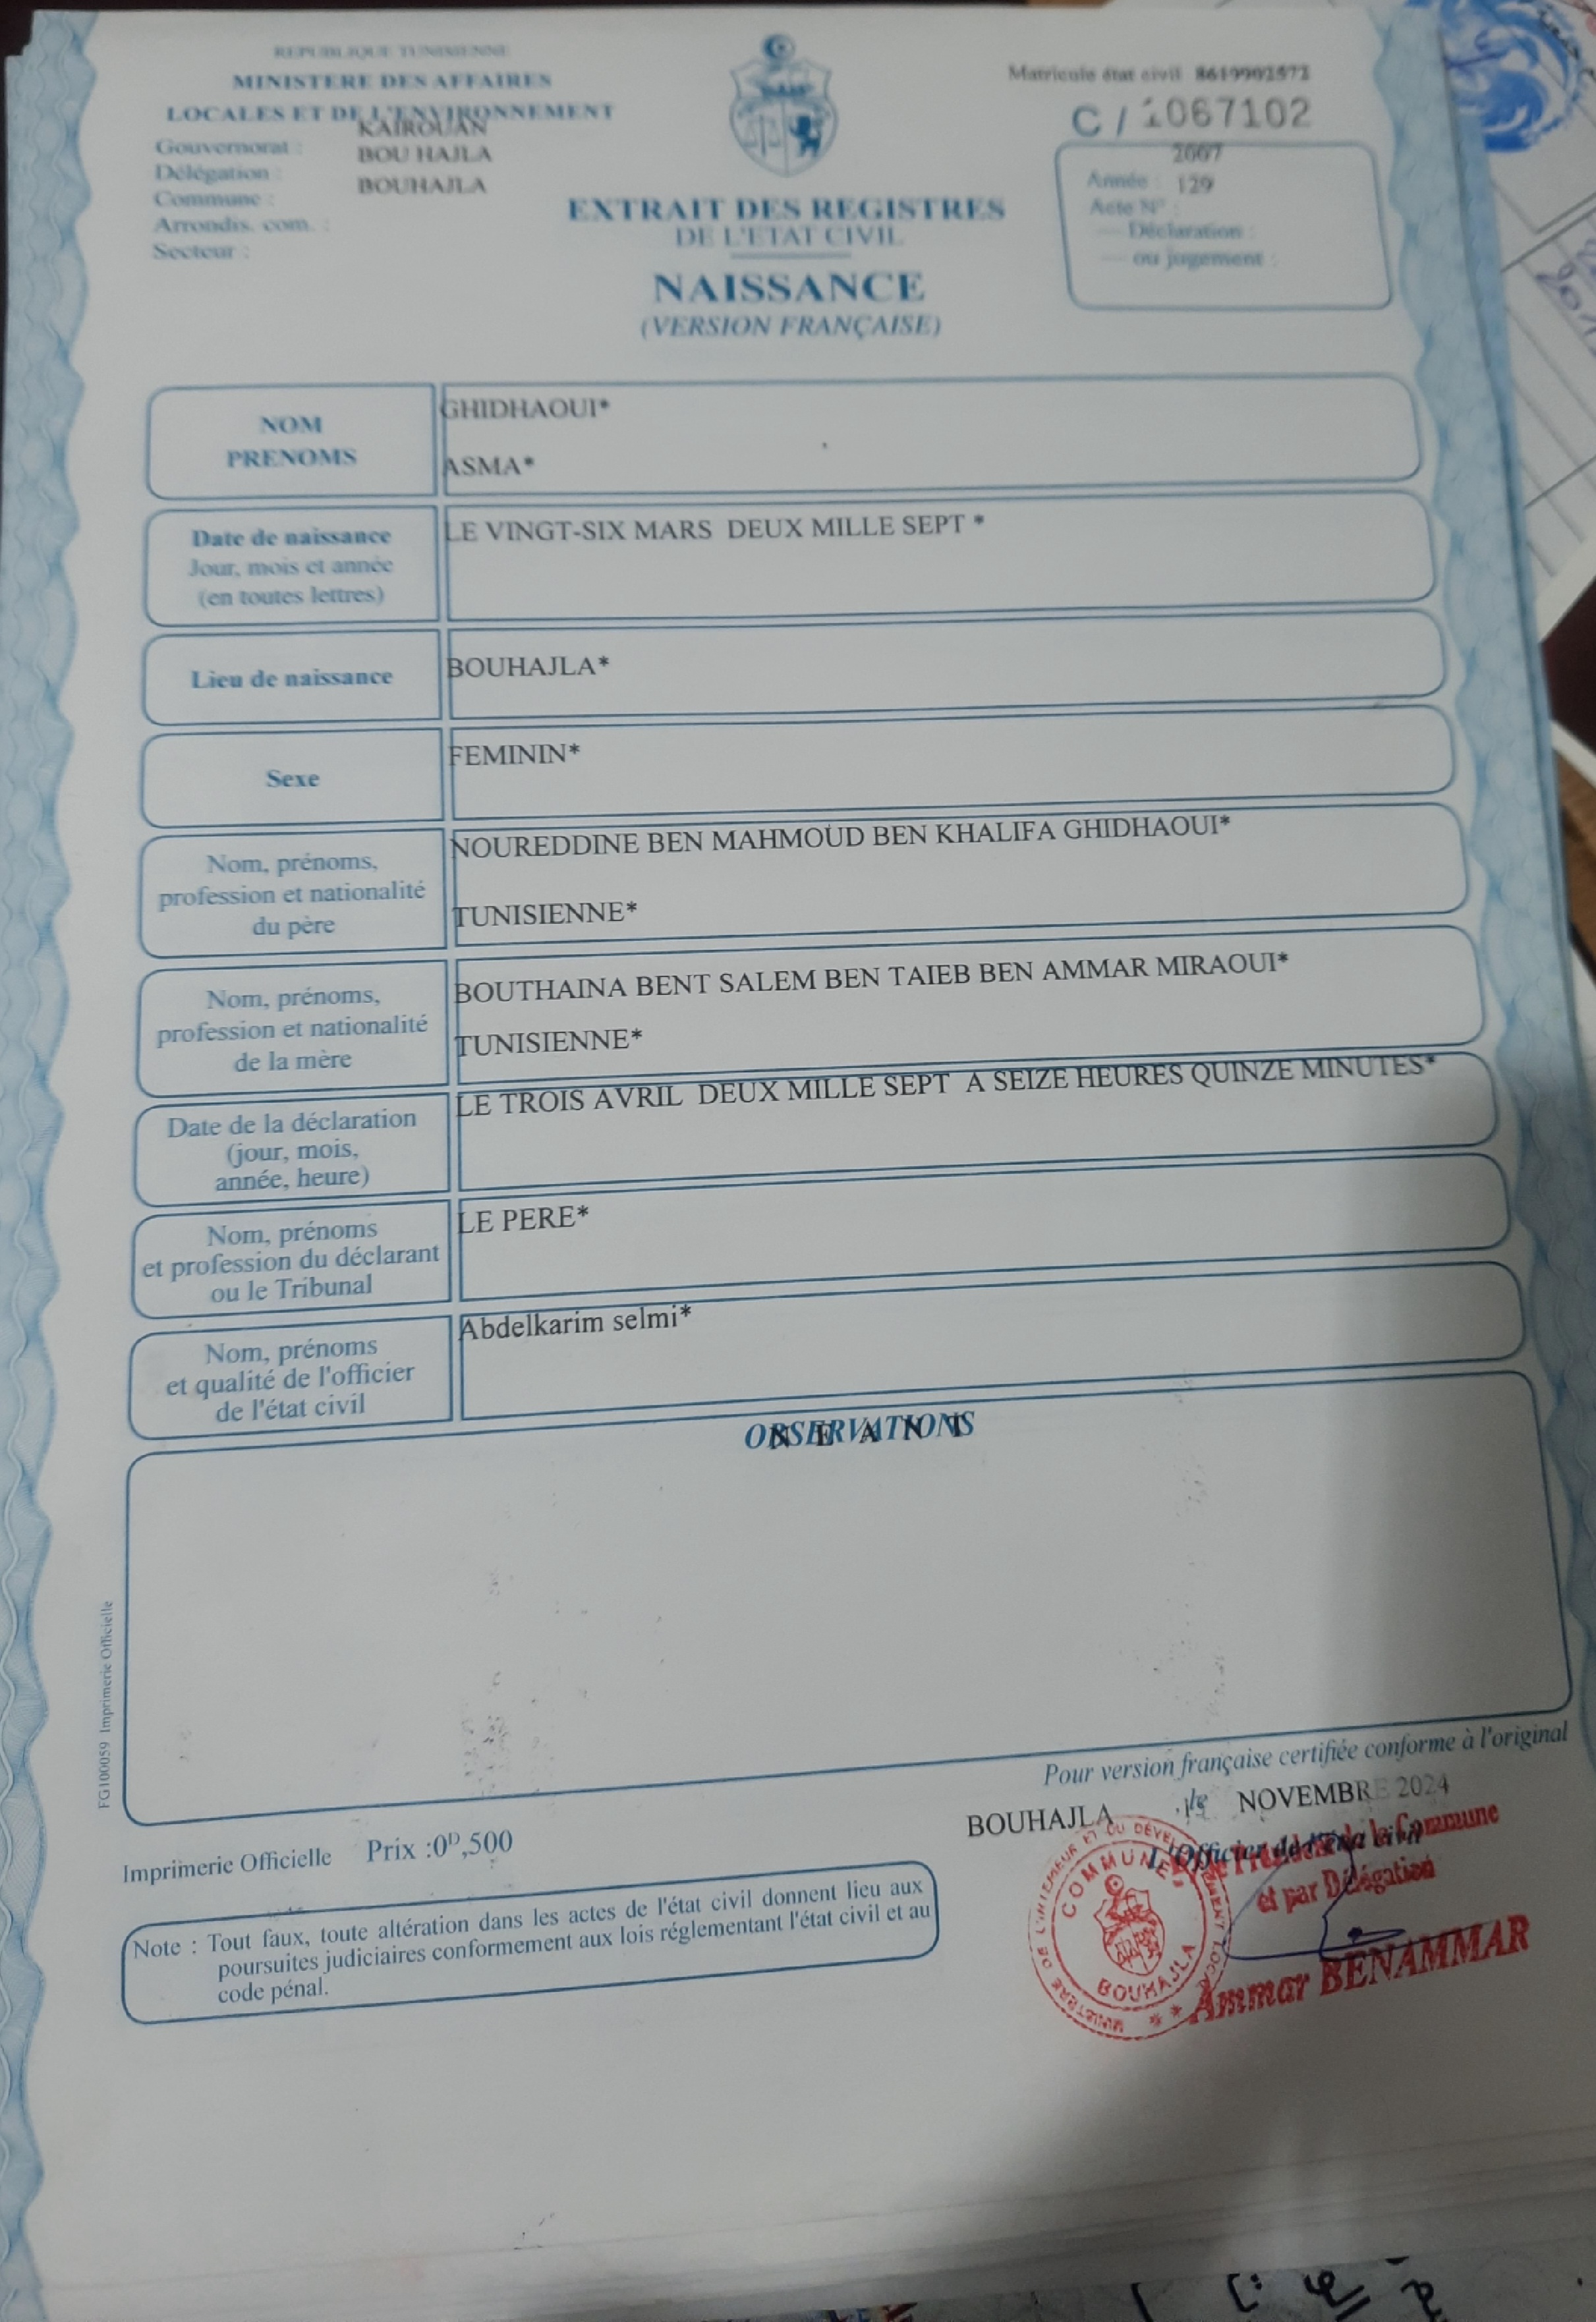 REPUBLIQUE TUNISIENNE
MINISTERE DES AFFAIRES
LOCALES ET DE L'ENVIRONNEMENT
Gouvernorat : KAIROUAN
Délégation : BOU HAJLA
Commune : BOUHAJLA
Arrondis. com. :
Secteur :
EXTRAIT DES REGISTRES
DE L'ETAT CIVIL
NAISSANCE
(VERSION FRANÇAISE)
Matricule état civil
C / 1067102
Année : 2007
Acte N° : 129
— Déclaration :
— ou jugement :
NOM
PRENOMS
GHIDHAOUI*
ASMA*
Date de naissance
Jour, mois et année
(en toutes lettres)
LE VINGT-SIX MARS DEUX MILLE SEPT *
Lieu de naissance
BOUHAJLA*
Sexe
FEMININ*
Nom, prénoms,
profession et nationalité
du père
NOUREDDINE BEN MAHMOUD BEN KHALIFA GHIDHAOUI*
TUNISIENNE*
Nom, prénoms,
profession et nationalité
de la mère
BOUTHAINA BENT SALEM BEN TAIEB BEN AMMAR MIRAOUI*
TUNISIENNE*
Date de la déclaration
(jour, mois,
année, heure)
LE TROIS AVRIL DEUX MILLE SEPT A SEIZE HEURES QUINZE MINUTES*
Nom, prénoms
et profession du déclarant
ou le Tribunal
LE PERE*
Nom, prénoms
et qualité de l'officier
de l'état civil
Abdelkarim selmi*
OBSERVATIONS
N E A N T
FG100059 Imprimerie Officielle
Pour version française certifiée conforme à l'original
BOUHAJLA , le NOVEMBRE 2024
L'Officier de l'état civil
de la Commune
et par Délégation
Ammar BENAMMAR
COMMUNE
BOUHAJLA
Imprimerie Officielle Prix :0ᴰ,500
Note : Tout faux, toute altération dans les actes de l'état civil donnent lieu aux
poursuites judiciaires conformement aux lois réglementant l'état civil et au
code pénal.